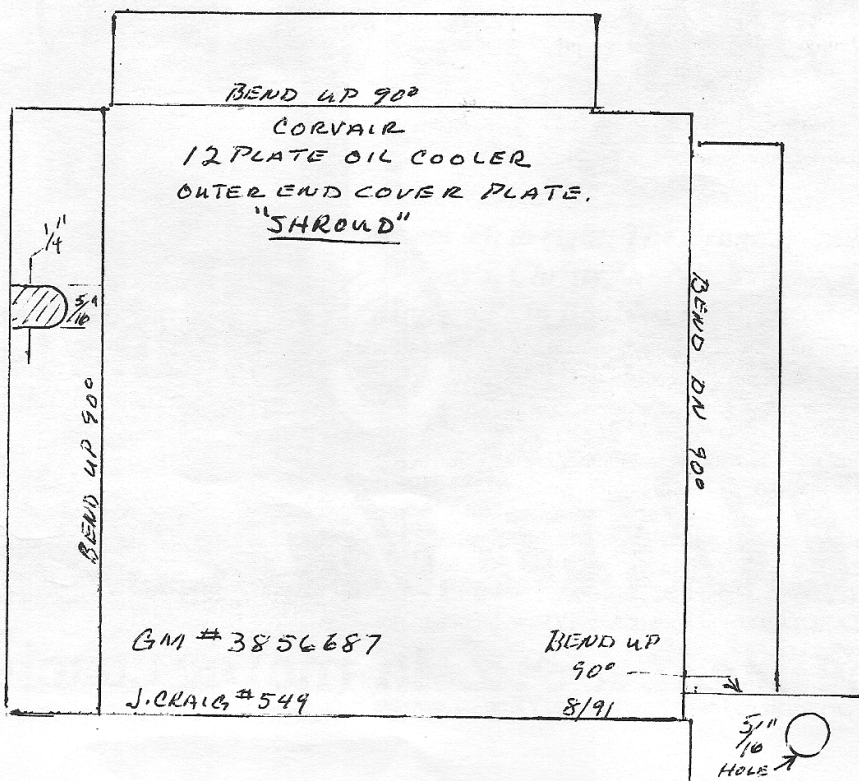 BEND UP 90°
CORVAIR
12 PLATE OIL COOLER
OUTER END COVER PLATE.
"SHROUD"
1/4"
5/16"
BEND UP 90°
BEND DN 90°
GM # 3856687
BEND UP
90°
J. CRAIG # 549
8/91
5/16"
HOLE